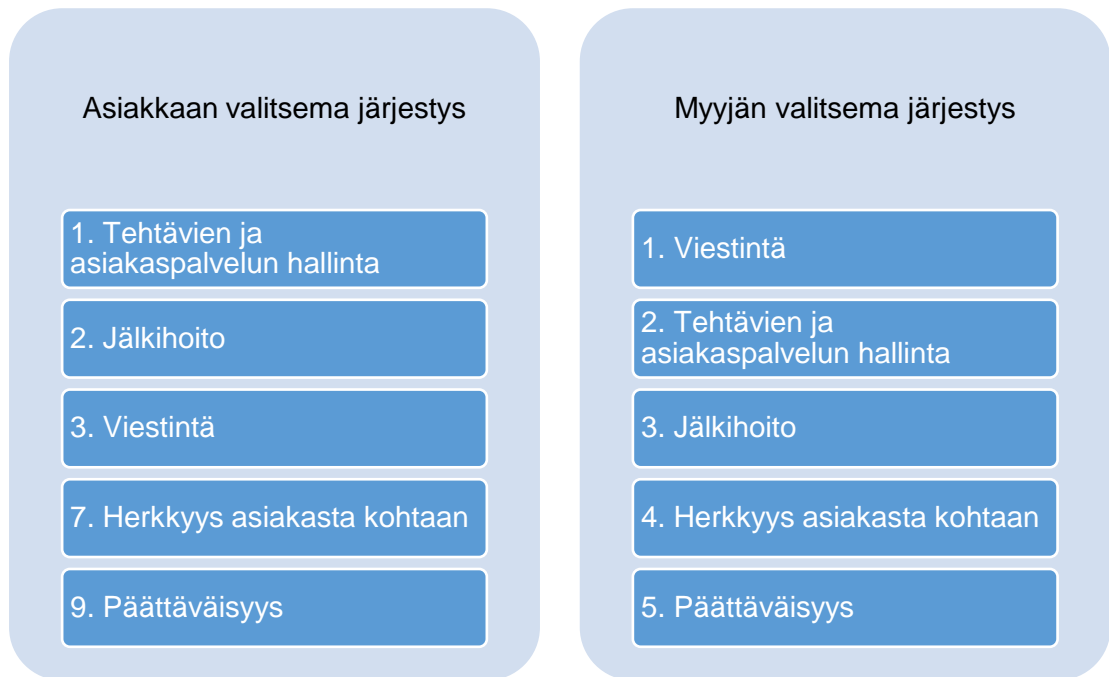 Asiakkaan valitsema järjestys
1. Tehtävien ja
asiakaspalvelun hallinta
2. Jälkihoito
3. Viestintä
7. Herkkyys asiakasta kohtaan
9. Päättäväisyys
Myyjän valitsema järjestys
1. Viestintä
2. Tehtävien ja
asiakaspalvelun hallinta
3. Jälkihoito
4. Herkkyys asiakasta kohtaan
5. Päättäväisyys